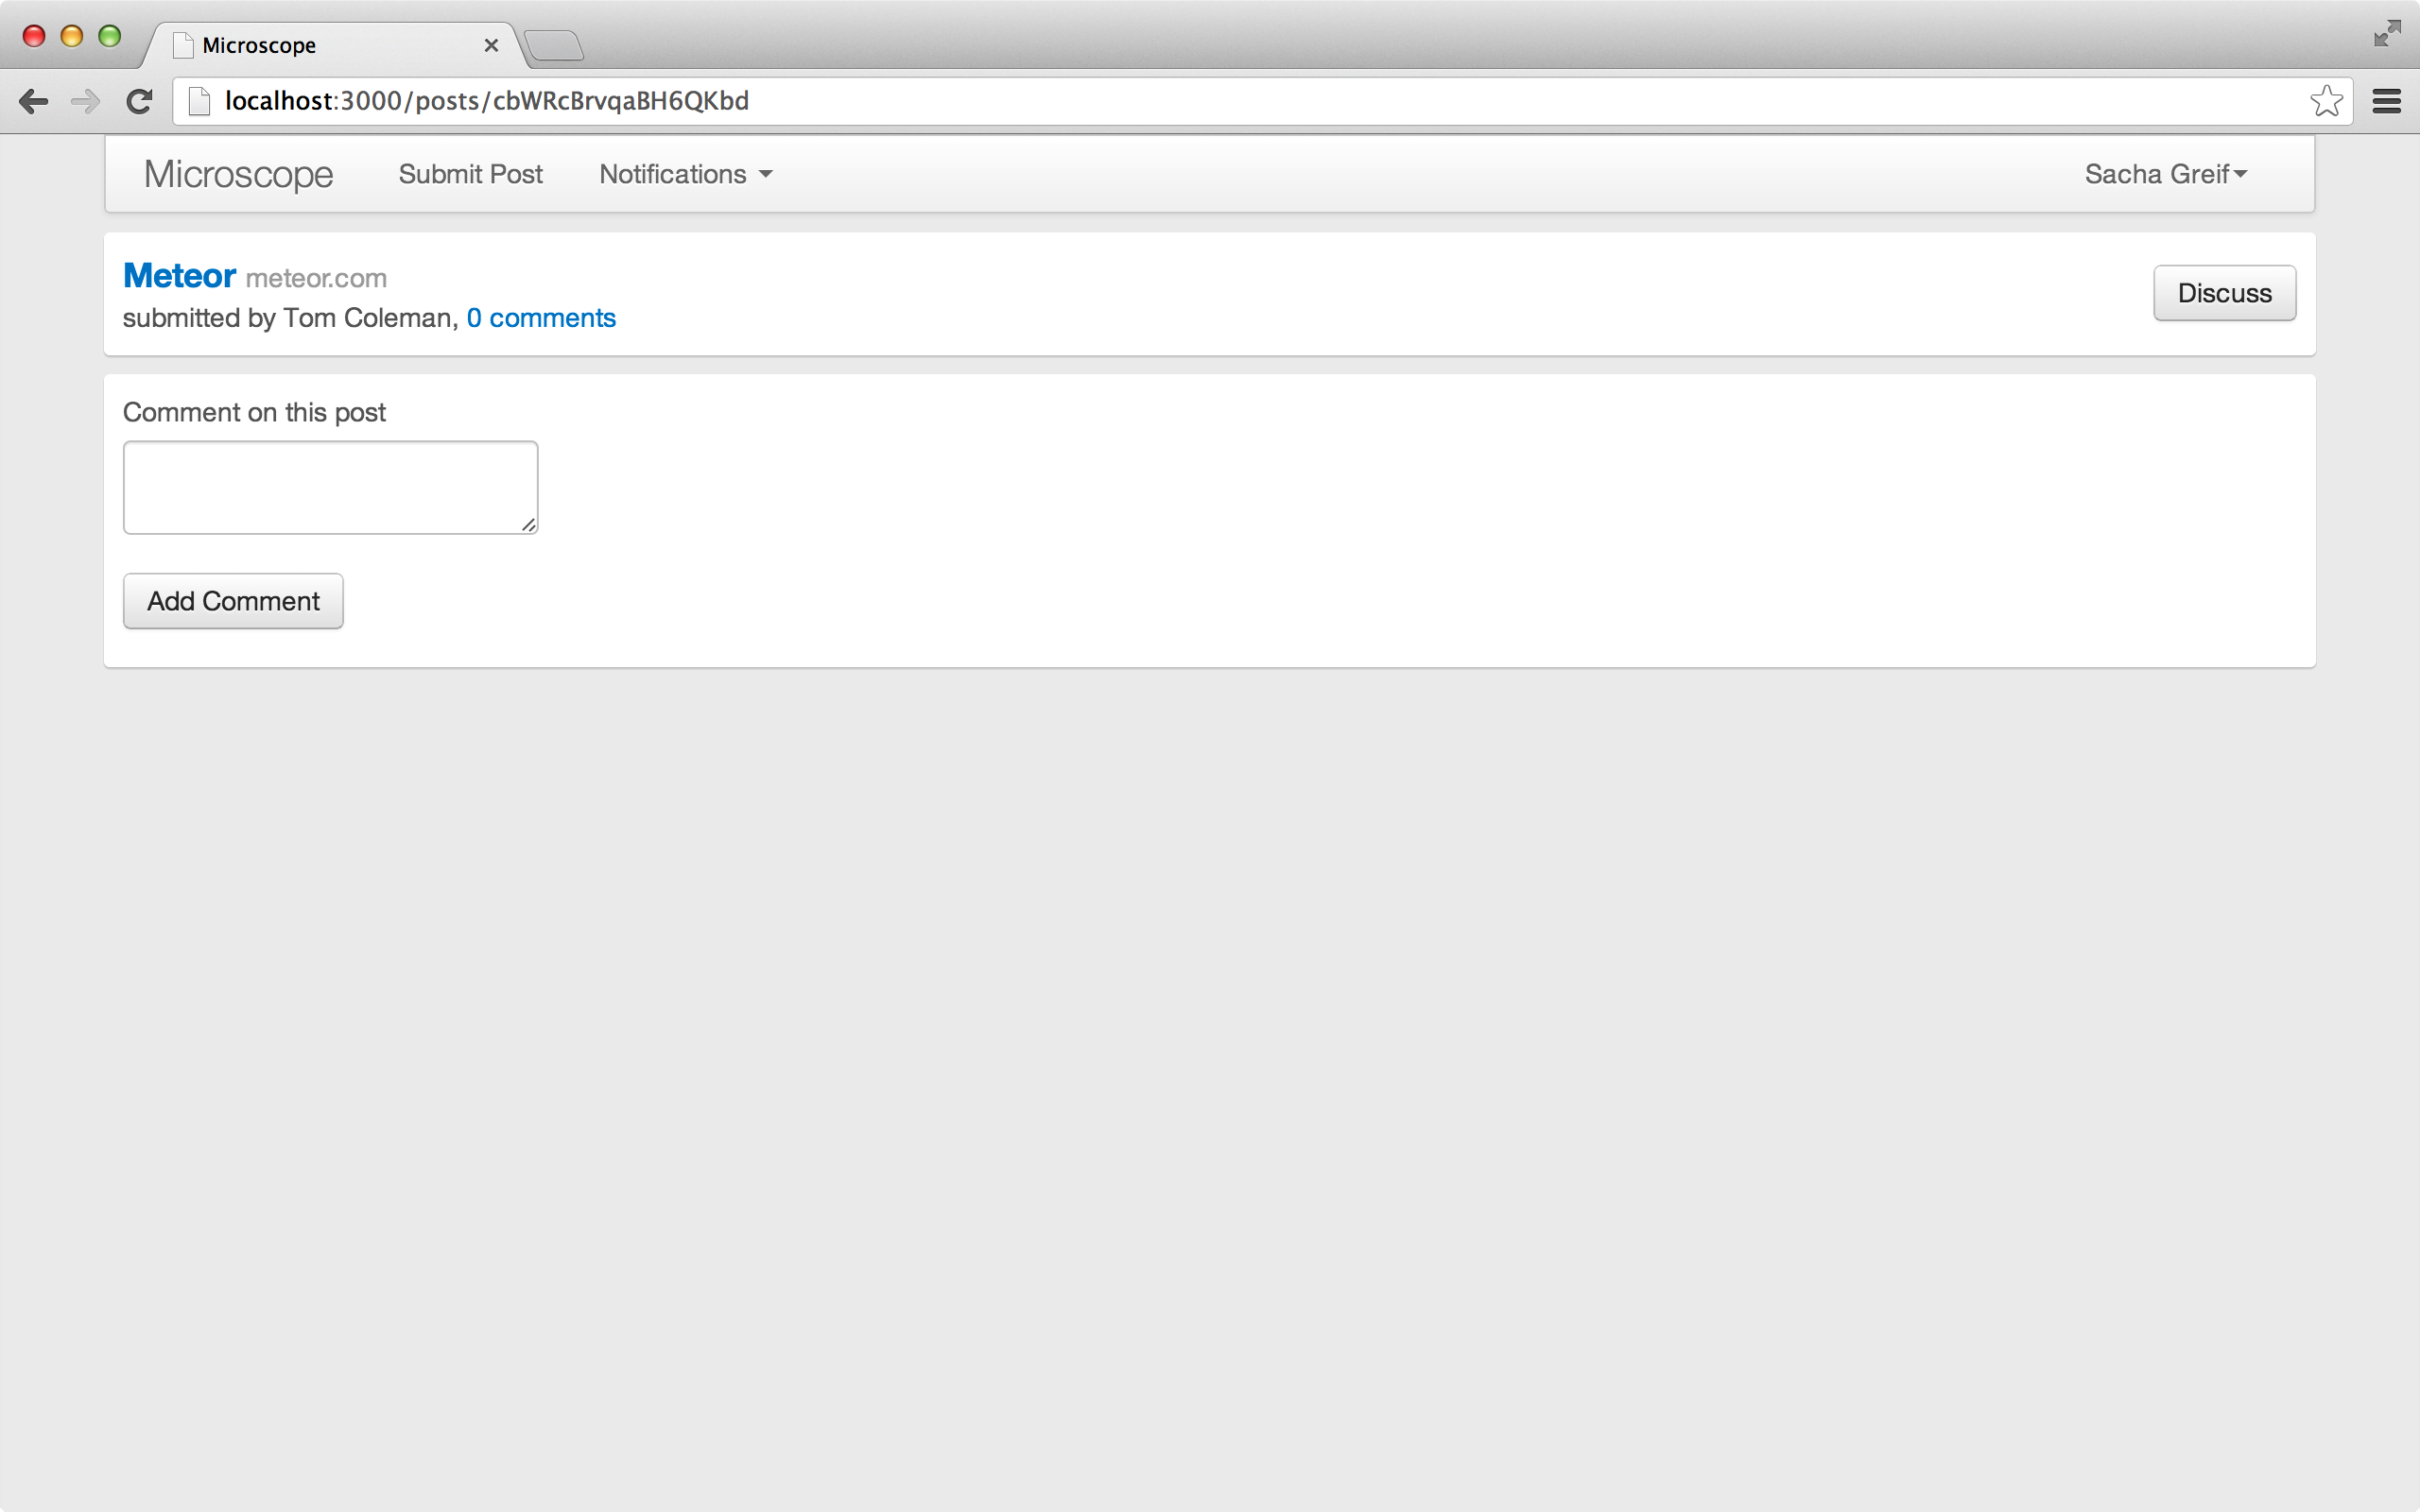 Microscope
localhost:3000/posts/cbWRcBrvqaBH6QKbd
Microscope Submit Post Notifications Sacha Greif
Meteor meteor.com
Discuss
submitted by Tom Coleman, 0 comments
Comment on this post
Add Comment